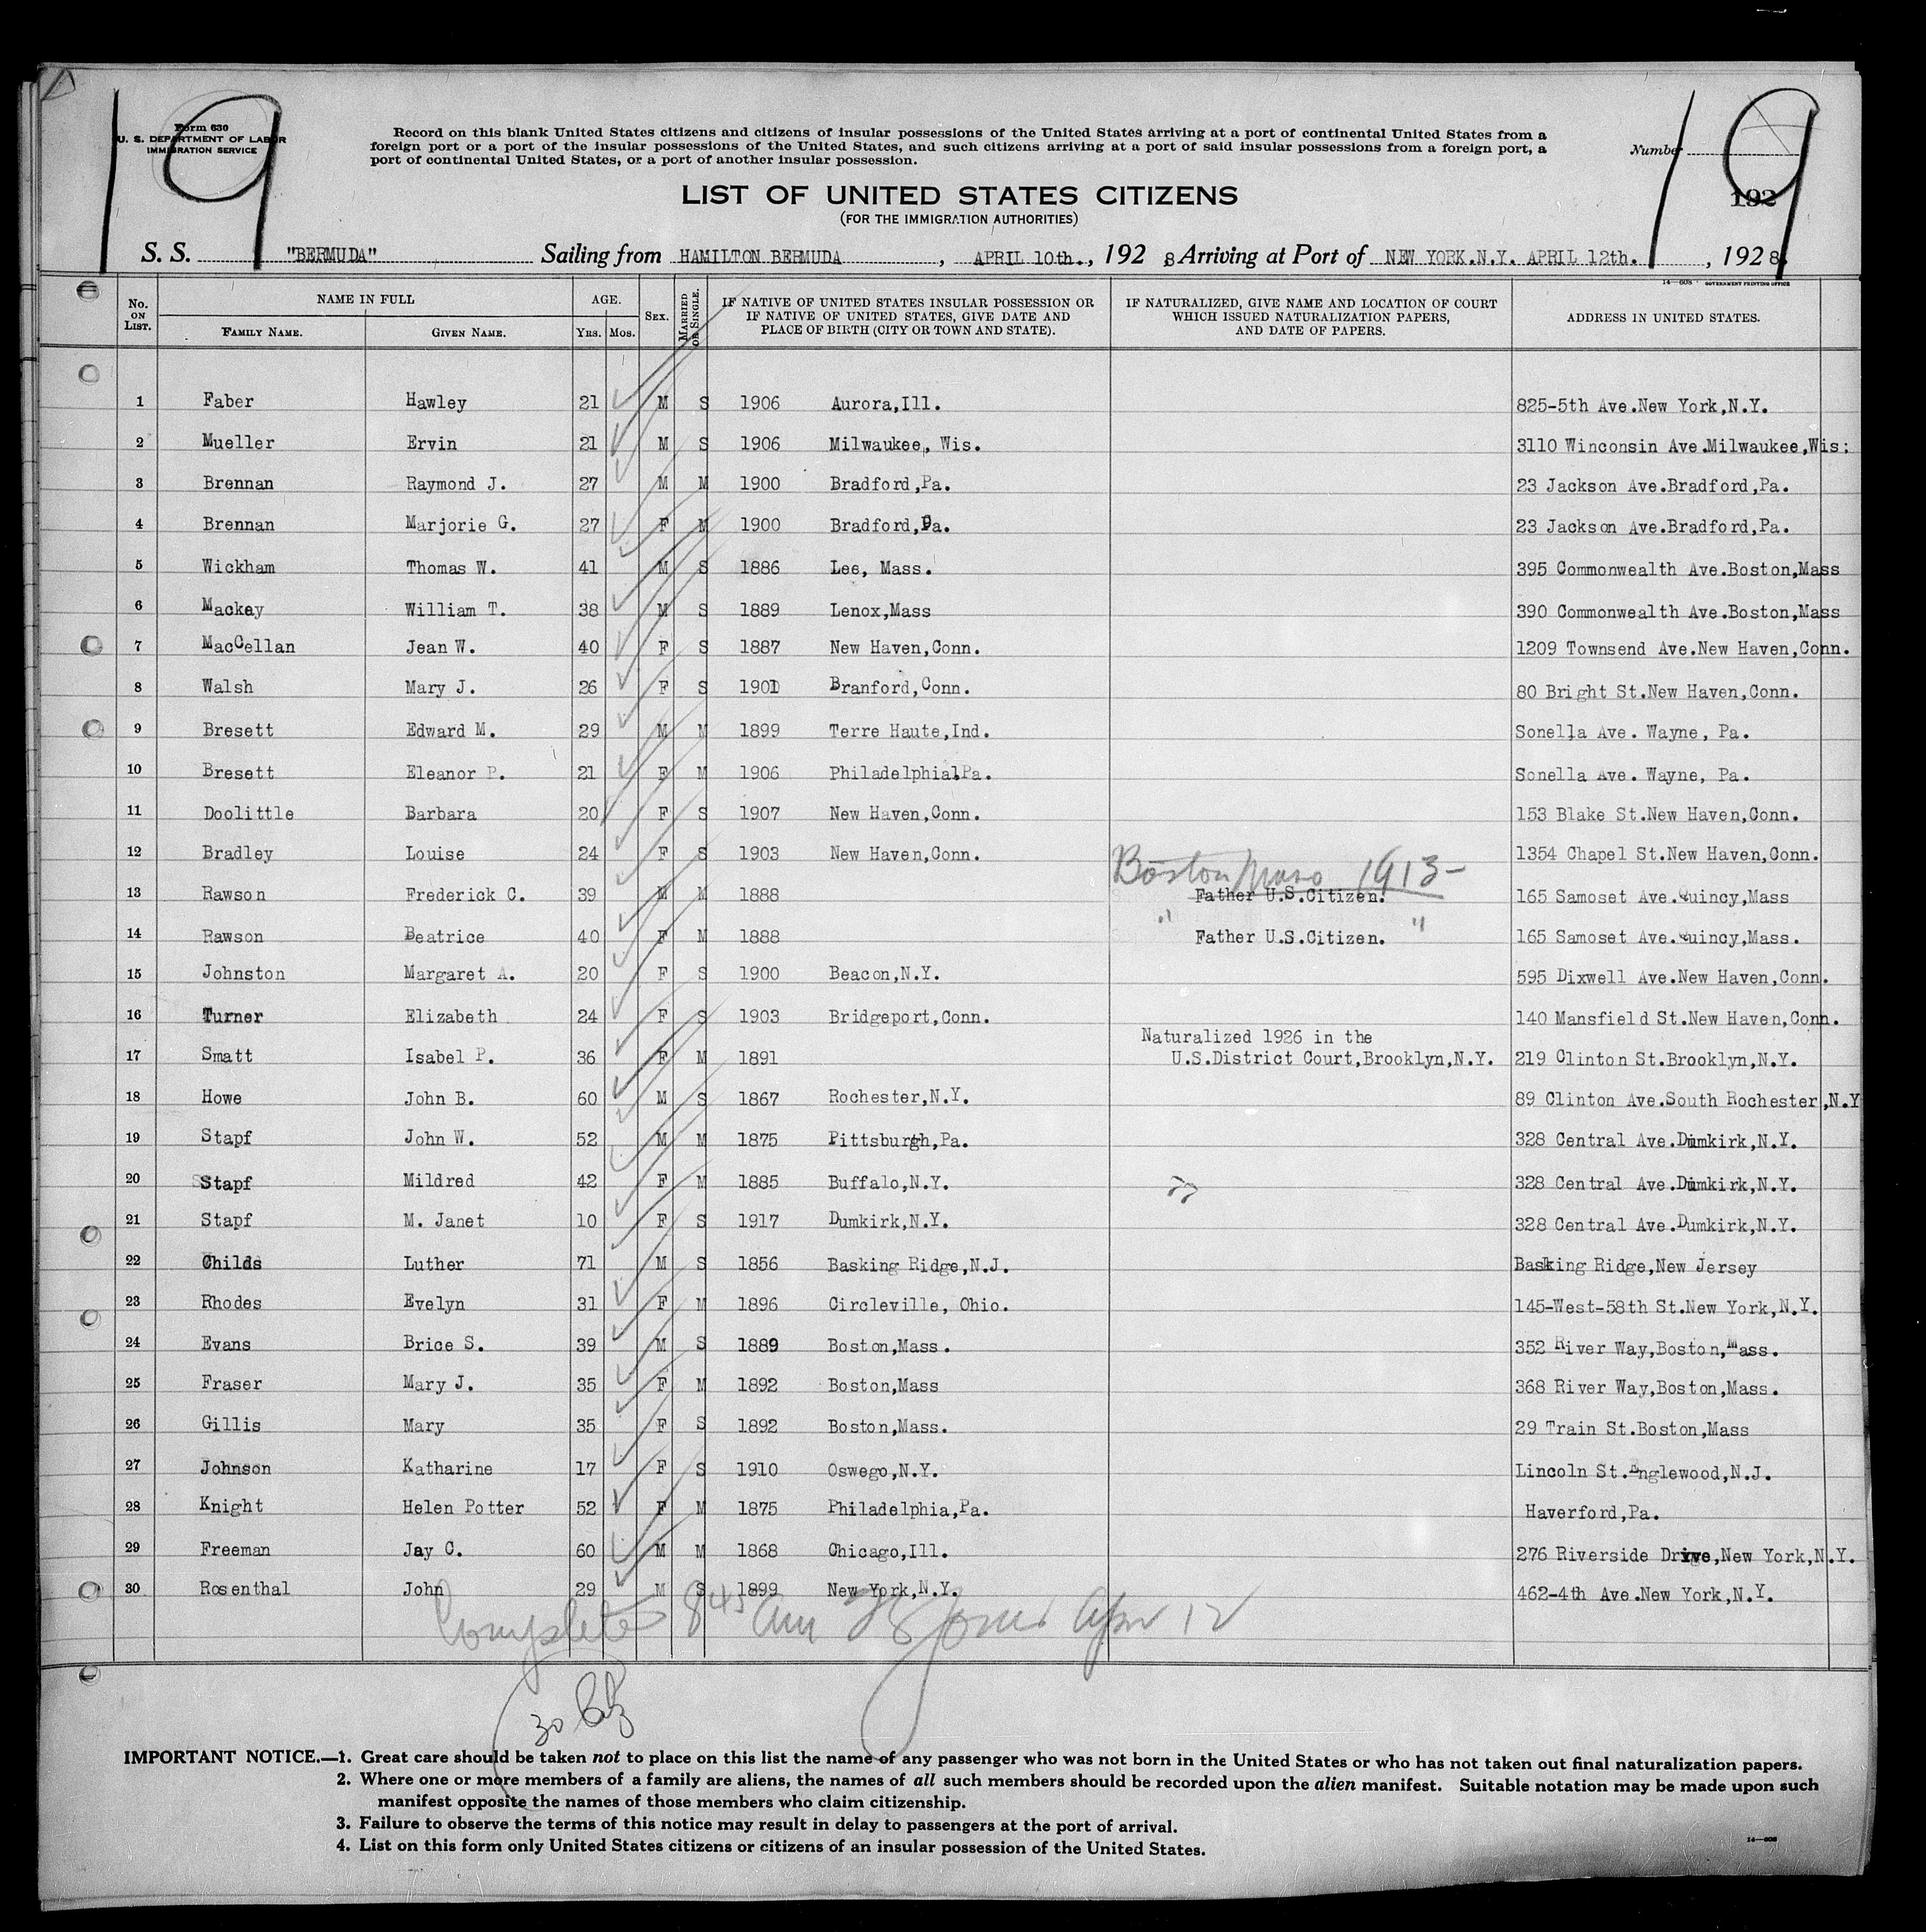 19
19
Form 630
U. S. DEPARTMENT OF LABOR
IMMIGRATION SERVICE
Record on this blank United States citizens and citizens of insular possessions of the United States arriving at a port of continental United States from a
foreign port or a port of the insular possessions of the United States, and such citizens arriving at a port of said insular possessions from a foreign port, a
port of continental United States, or a port of another insular possession.
Number
192
LIST OF UNITED STATES CITIZENS
(FOR THE IMMIGRATION AUTHORITIES)
S. S. "BERMUDA" Sailing from HAMILTON BERMUDA, APRIL 10th., 1928 Arriving at Port of NEW YORK.N.Y. APRIL 12th., 1928.
14—608 GOVERNMENT PRINTING OFFICE
No. ON LIST. NAME IN FULL FAMILY NAME. GIVEN NAME. AGE. YRS. MOS. SEX. MARRIED OR SINGLE. IF NATIVE OF UNITED STATES INSULAR POSSESSION OR IF NATIVE OF UNITED STATES, GIVE DATE AND PLACE OF BIRTH (CITY OR TOWN AND STATE). IF NATURALIZED, GIVE NAME AND LOCATION OF COURT WHICH ISSUED NATURALIZATION PAPERS, AND DATE OF PAPERS. ADDRESS IN UNITED STATES.
1 Faber Hawley 21 M S 1906 Aurora,Ill. 825-5th Ave.New York,N.Y.
2 Mueller Ervin 21 M S 1906 Milwaukee, Wis. 3110 Winconsin Ave.Milwaukee,Wis:
3 Brennan Raymond J. 27 M M 1900 Bradford,Pa. 23 Jackson Ave.Bradford,Pa.
4 Brennan Marjorie G. 27 F M 1900 Bradford,Pa. 23 Jackson Ave.Bradford,Pa.
5 Wickham Thomas W. 41 M S 1886 Lee, Mass. 395 Commonwealth Ave.Boston,Mass
6 Mackey William T. 38 M S 1889 Lenox,Mass 390 Commonwealth Ave.Boston,Mass
7 MacCellan Jean W. 40 F S 1887 New Haven,Conn. 1209 Townsend Ave.New Haven,Conn.
8 Walsh Mary J. 26 F S 1901 Branford,Conn. 80 Bright St.New Haven,Conn.
9 Bresett Edward M. 29 M M 1899 Terre Haute,Ind. Sonella Ave. Wayne, Pa.
10 Bresett Eleanor P. 21 F M 1906 Philadelphia.Pa. Sonella Ave. Wayne, Pa.
11 Doolittle Barbara 20 F S 1907 New Haven,Conn. 153 Blake St.New Haven,Conn.
12 Bradley Louise 24 F S 1903 New Haven,Conn. 1354 Chapel St.New Haven,Conn.
Boston Mass 1913-
13 Rawson Frederick C. 39 M M 1888 Father U.S.Citizen. 165 Samoset Ave.Quincy,Mass
" "
14 Rawson Beatrice 40 F M 1888 Father U.S.Citizen. 165 Samoset Ave.Quincy,Mass.
15 Johnston Margaret A. 20 F S 1900 Beacon,N.Y. 595 Dixwell Ave.New Haven,Conn.
16 Turner Elizabeth 24 F S 1903 Bridgeport,Conn. 140 Mansfield St.New Haven,Conn.
Naturalized 1926 in the
17 Smatt Isabel P. 36 F M 1891 U.S.District Court,Brooklyn,N.Y. 219 Clinton St.Brooklyn,N.Y.
18 Howe John B. 60 M S 1867 Rochester,N.Y. 89 Clinton Ave.South Rochester,N.Y
19 Stapf John W. 52 M M 1875 Pittsburgh,Pa. 328 Central Ave.Dumkirk,N.Y.
20 Stapf Mildred 42 F M 1885 Buffalo,N.Y. 328 Central Ave.Dumkirk,N.Y.
21 Stapf M. Janet 10 F S 1917 Dumkirk,N.Y. 328 Central Ave.Dumkirk,N.Y.
22 Childs Luther 71 M S 1856 Basking Ridge,N.J. Basking Ridge,New Jersey
23 Rhodes Evelyn 31 F M 1896 Circleville, Ohio. 145-West-58th St.New York,N.Y.
24 Evans Brice S. 39 M S 1889 Boston,Mass. 352 River Way,Boston,Mass.
25 Fraser Mary J. 35 F M 1892 Boston,Mass 368 River Way,Boston,Mass.
26 Gillis Mary 35 F S 1892 Boston,Mass. 29 Train St.Boston,Mass
27 Johnson Katharine 17 F S 1910 Oswego,N.Y. Lincoln St.Englewood,N.J.
28 Knight Helen Potter 52 F M 1875 Philadelphia,Pa. Haverford,Pa.
29 Freeman Jay C. 60 M M 1868 Chicago,Ill. 276 Riverside Drive,New York,N.Y.
30 Rosenthal John 29 M S 1899 New York,N.Y. 462-4th Ave.New York,N.Y.
Complete 8 45 am Apr 12
30
IMPORTANT NOTICE.—1. Great care should be taken not to place on this list the name of any passenger who was not born in the United States or who has not taken out final naturalization papers.
2. Where one or more members of a family are aliens, the names of all such members should be recorded upon the alien manifest. Suitable notation may be made upon such
manifest opposite the names of those members who claim citizenship.
3. Failure to observe the terms of this notice may result in delay to passengers at the port of arrival.
4. List on this form only United States citizens or citizens of an insular possession of the United States.
14—608